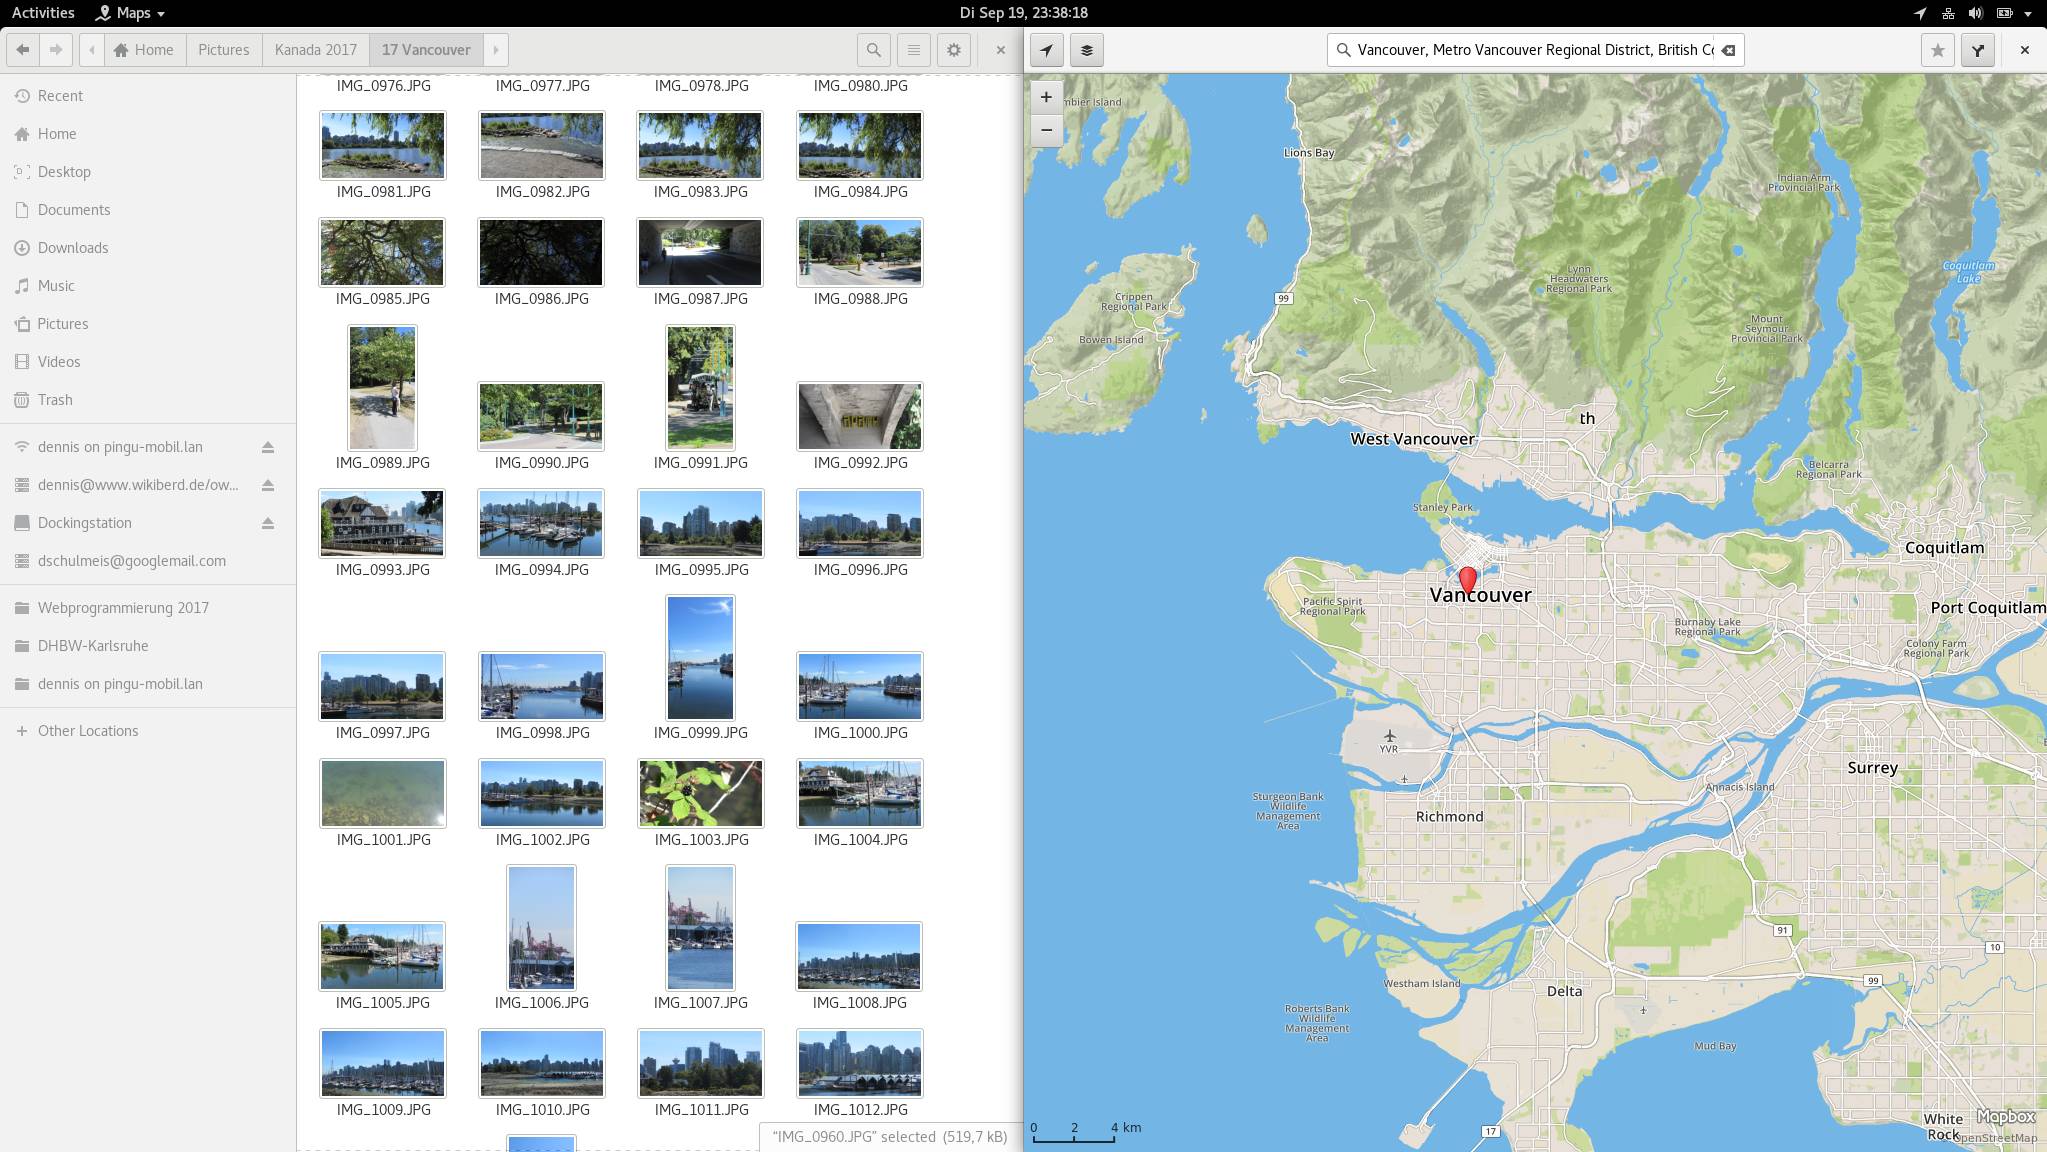 Activities Maps Di Sep 19, 23:38:18
Home Pictures Kanada 2017 17 Vancouver
Recent
Home
Desktop
Documents
Downloads
Music
Pictures
Videos
Trash
dennis on pingu-mobil.lan
dennis@www.wikiberd.de/ow...
Dockingstation
dschulmeis@googlemail.com
Webprogrammierung 2017
DHBW-Karlsruhe
dennis on pingu-mobil.lan
+ Other Locations
IMG_0976.JPG IMG_0977.JPG IMG_0978.JPG IMG_0980.JPG
IMG_0981.JPG IMG_0982.JPG IMG_0983.JPG IMG_0984.JPG
IMG_0985.JPG IMG_0986.JPG IMG_0987.JPG IMG_0988.JPG
IMG_0989.JPG IMG_0990.JPG IMG_0991.JPG IMG_0992.JPG
IMG_0993.JPG IMG_0994.JPG IMG_0995.JPG IMG_0996.JPG
IMG_0997.JPG IMG_0998.JPG IMG_0999.JPG IMG_1000.JPG
IMG_1001.JPG IMG_1002.JPG IMG_1003.JPG IMG_1004.JPG
IMG_1005.JPG IMG_1006.JPG IMG_1007.JPG IMG_1008.JPG
IMG_1009.JPG IMG_1010.JPG IMG_1011.JPG IMG_1012.JPG
“IMG_0960.JPG” selected (519,7 kB)
Vancouver, Metro Vancouver Regional District, British Co
+
−
mbier Island
Lions Bay
Indian Arm
Provincial Park
Coquitlam
Lake
Lynn
Headwaters
Regional Park
Crippen
Regional Park
99
Mount
Seymour
Provincial Park
Bowen Island
th
West Vancouver
Belcarra
Regional Park
Stanley Park
Coquitlam
Vancouver
Pacific Spirit
Regional Park
Port Coquitlam
Burnaby Lake
Regional Park
Colony Farm
Regional Park
YVR
Surrey
Annacis Island
Sturgeon Bank
Wildlife
Management
Area
Richmond
91
10
Westham Island
99
Delta
Roberts Bank
Wildlife
Management
Area
Mud Bay
White
Rock
17
0 2 4 km
Mapbox
OpenStreetMap